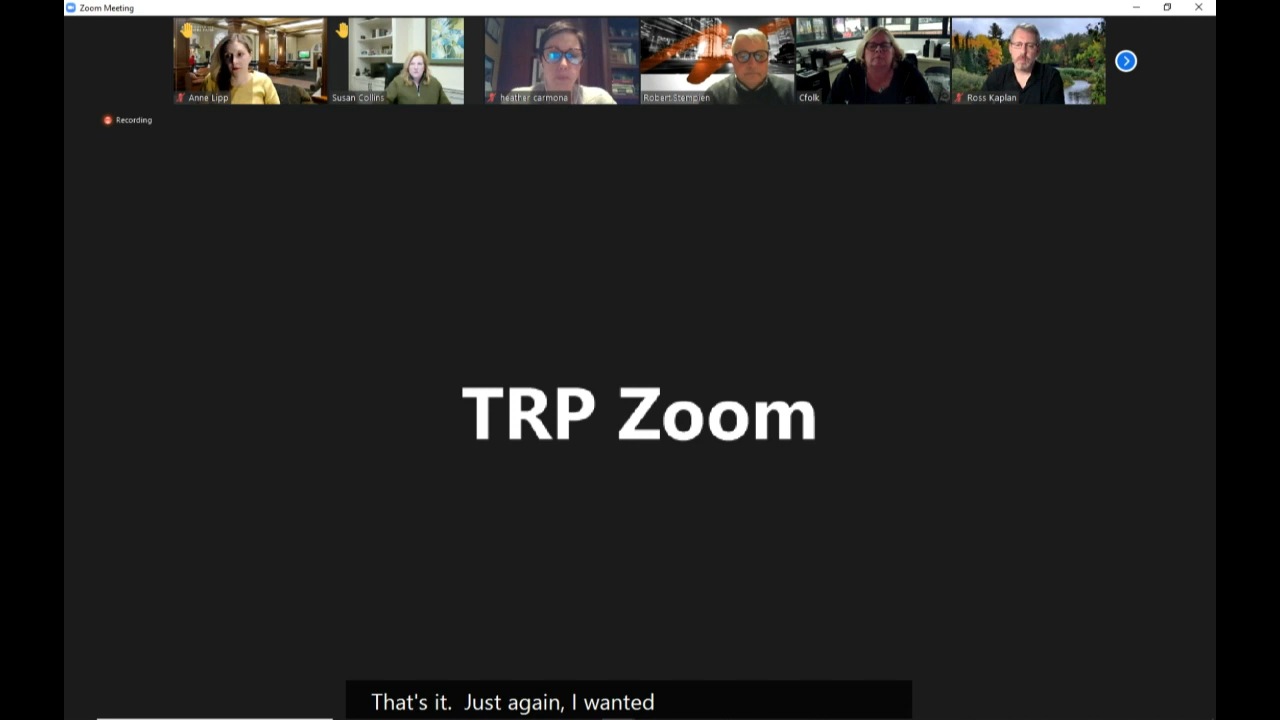 Zoom Meeting
Anne Lipp
Susan Collins
heather carmona
Robert.Stempien
Cfolk
Ross Kaplan
Recording
TRP Zoom
That's it.  Just again, I wanted